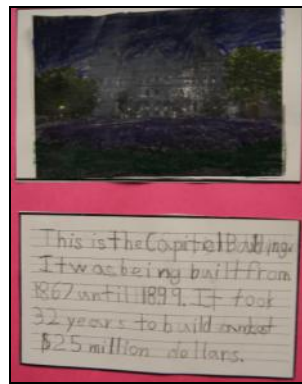 This is the Capitol Building.
It was being built from
1867 until 1899. It took
32 years to build and cost
$25 million dollars.